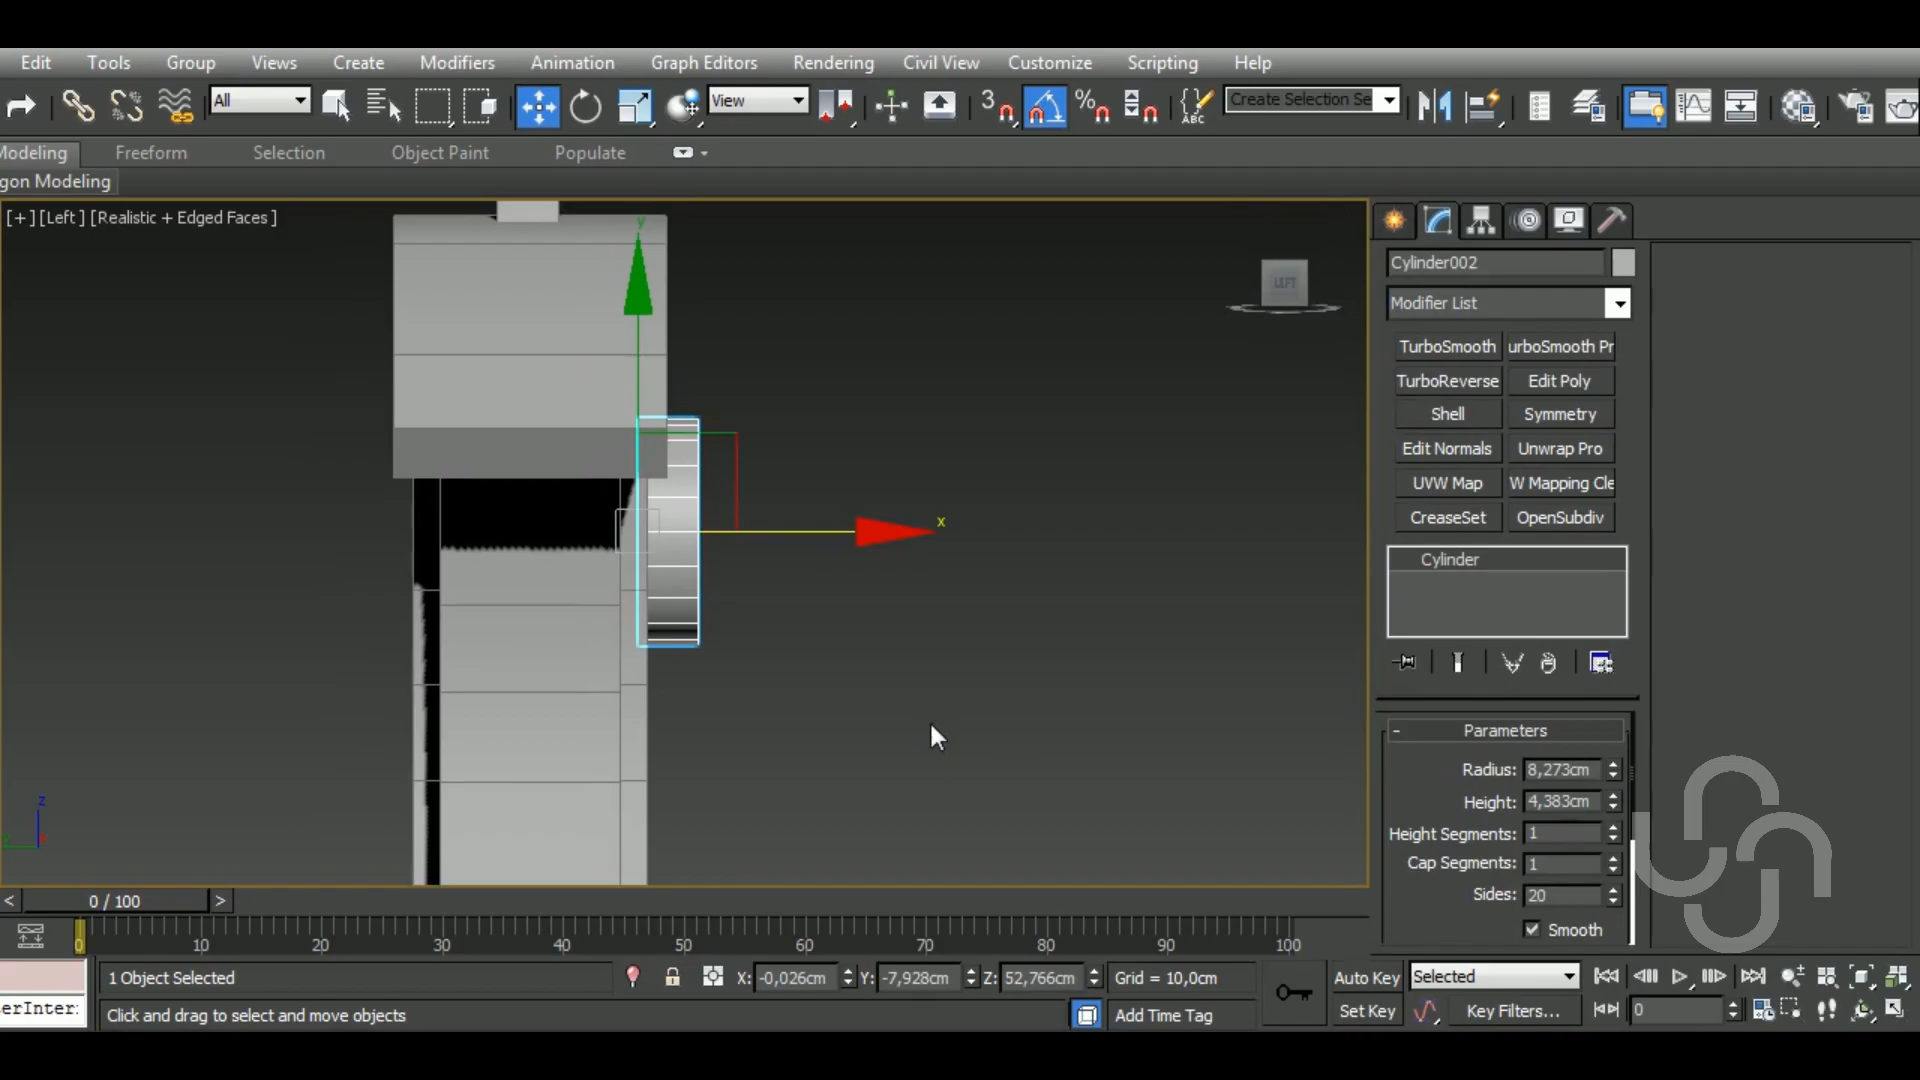 Edit Tools Group Views Create Modifiers Animation Graph Editors Rendering Civil View Customize Scripting Help
All View 3 % ABC Create Selection Se
Modeling Freeform Selection Object Paint Populate
gon Modeling
[+] [Left] [Realistic + Edged Faces ]
y
LEFT
x
z
Cylinder002
Modifier List
TurboSmooth urboSmooth Pr
TurboReverse Edit Poly
Shell Symmetry
Edit Normals Unwrap Pro
UVW Map W Mapping Cle
CreaseSet OpenSubdiv
Cylinder
- Parameters
Radius: 8,273cm
Height: 4,383cm
Height Segments: 1
Cap Segments: 1
Sides: 20
Smooth
< 0 / 100 >
0 10 20 30 40 50 60 70 80 90 100
1 Object Selected X: -0,026cm Y: -7,928cm Z: 52,766cm Grid = 10,0cm Auto Key Selected
erInter: Click and drag to select and move objects Add Time Tag Set Key Key Filters... 0